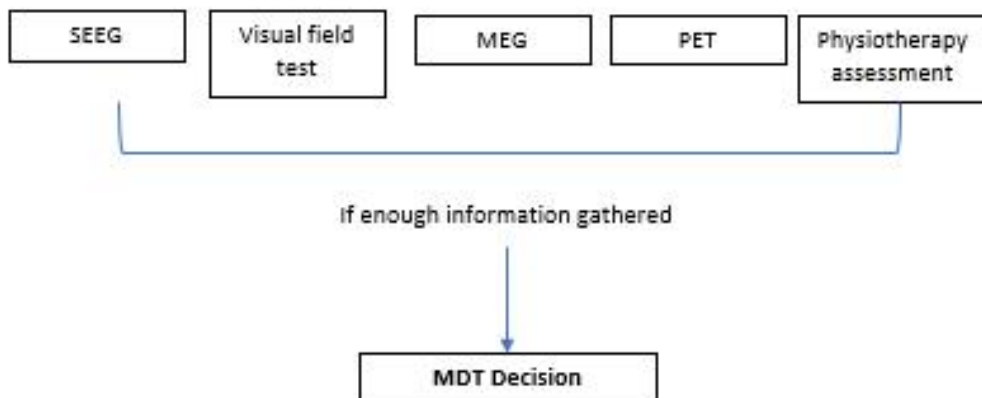 SEEG
Visual field
test
MEG
PET
Physiotherapy
assessment
If enough information gathered
MDT Decision